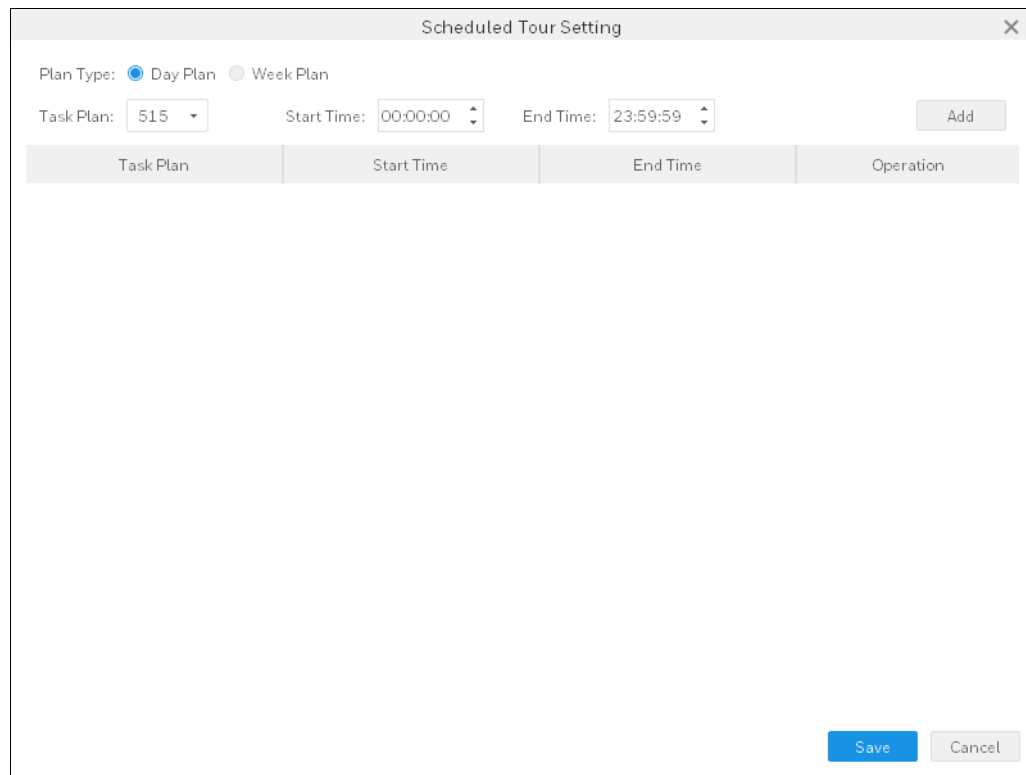 Scheduled Tour Setting
Plan Type: Day Plan Week Plan
Task Plan: 515 Start Time: 00:00:00 End Time: 23:59:59 Add
Task Plan Start Time End Time Operation
Save Cancel